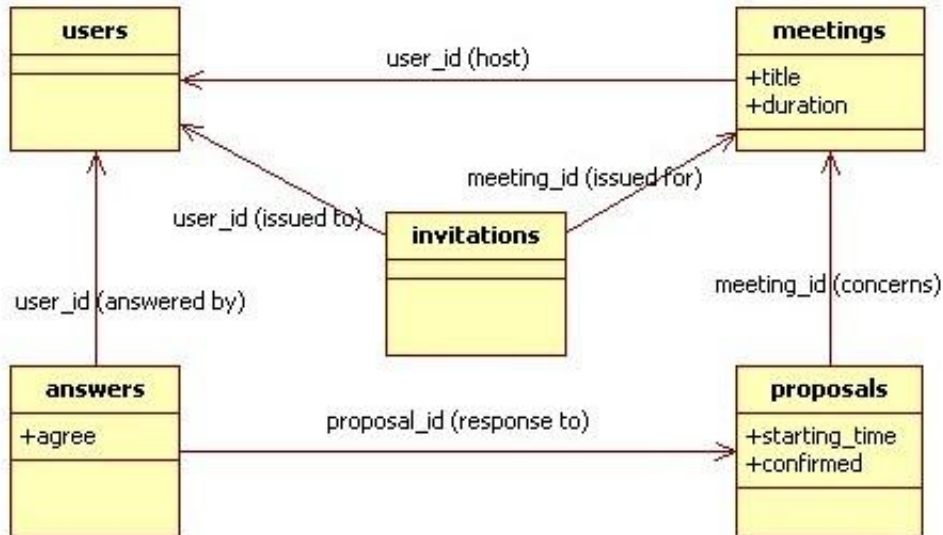 users
meetings
user_id (host)
+title
+duration
meeting_id (issued for)
user_id (issued to)
invitations
user_id (answered by)
meeting_id (concerns)
answers
proposals
+agree
proposal_id (response to)
+starting_time
+confirmed